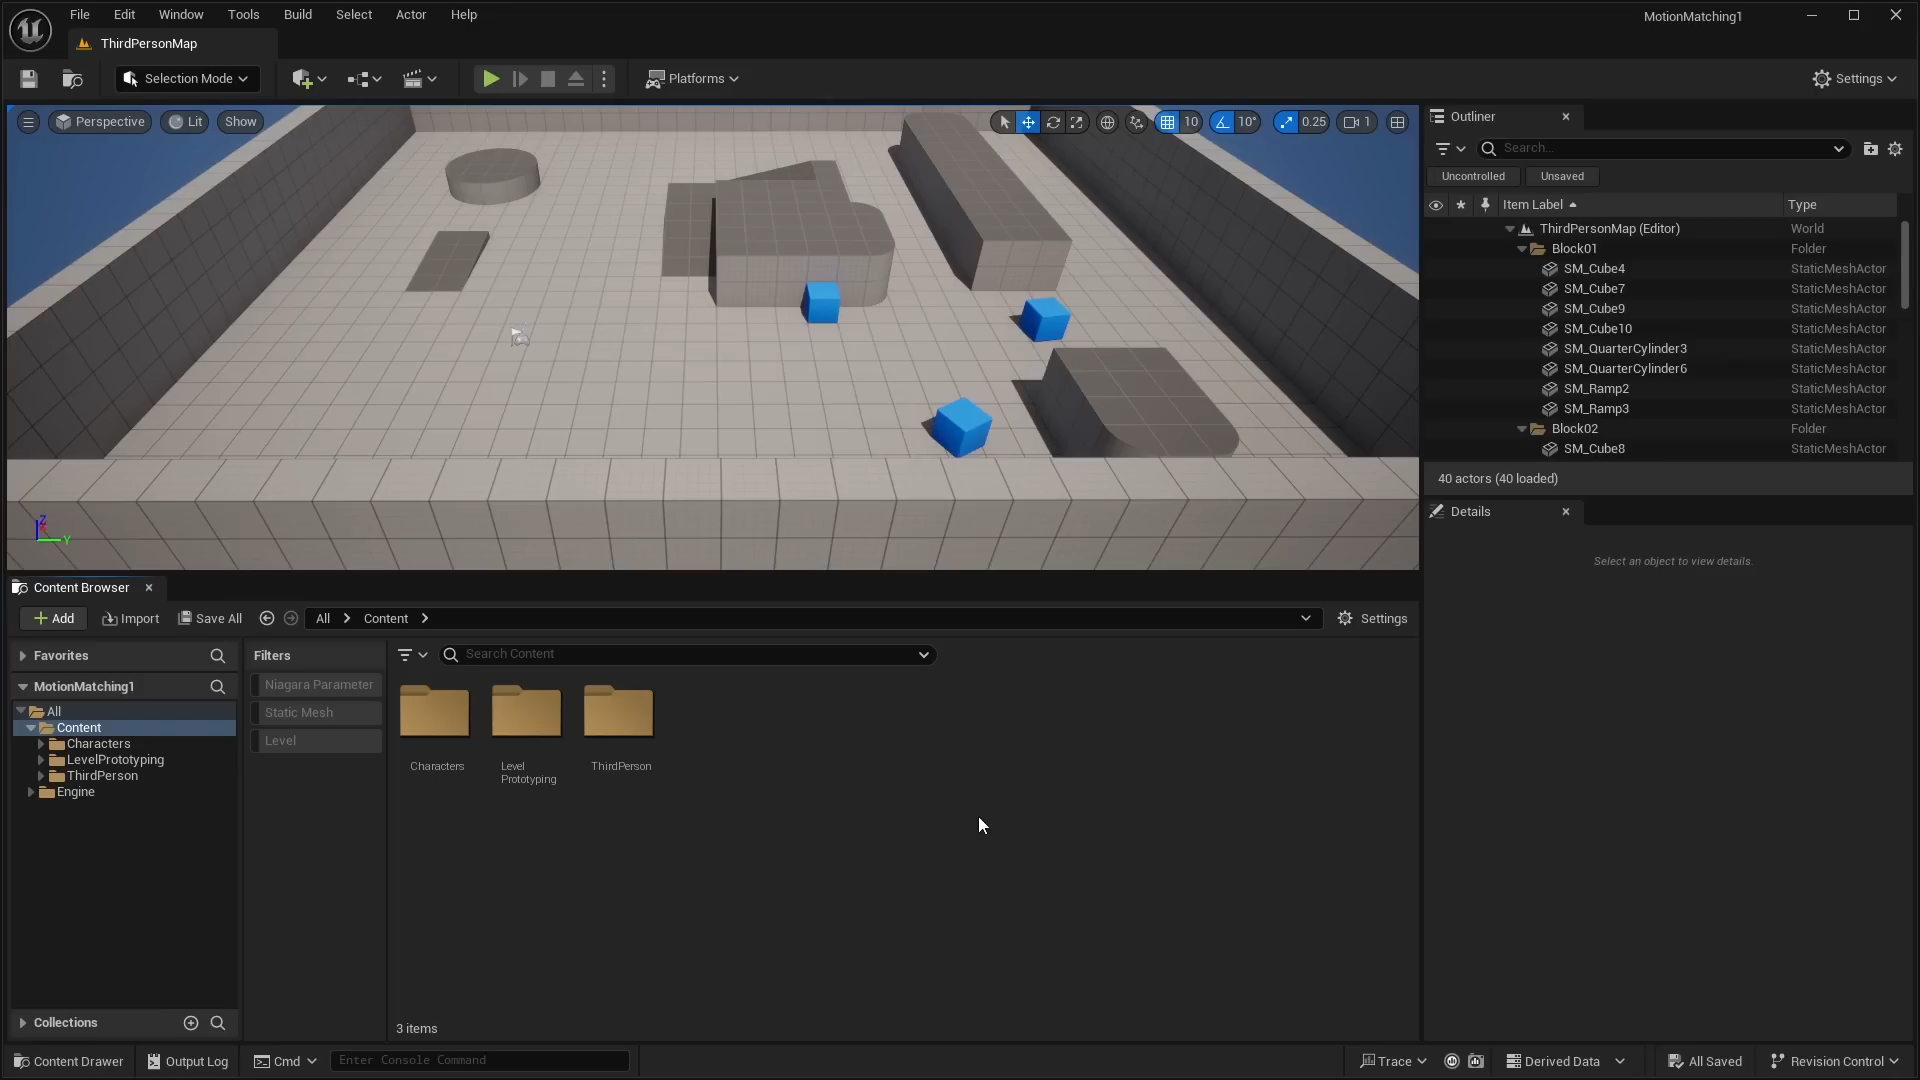 File Edit Window Tools Build Select Actor Help
MotionMatching1
ThirdPersonMap
Selection Mode
Platforms
Settings
Perspective
Lit
Show
10
10°
0.25
1
Z
Y
Outliner
Search...
Uncontrolled
Unsaved
Item Label
Type
ThirdPersonMap (Editor) World
Block01 Folder
SM_Cube4 StaticMeshActor
SM_Cube7 StaticMeshActor
SM_Cube9 StaticMeshActor
SM_Cube10 StaticMeshActor
SM_QuarterCylinder3 StaticMeshActor
SM_QuarterCylinder6 StaticMeshActor
SM_Ramp2 StaticMeshActor
SM_Ramp3 StaticMeshActor
Block02 Folder
SM_Cube8 StaticMeshActor
40 actors (40 loaded)
Details
Select an object to view details.
Content Browser
Add
Import
Save All
All
Content
Settings
Favorites
MotionMatching1
All
Content
Characters
LevelPrototyping
ThirdPerson
Engine
Collections
Filters
Niagara Parameter
Static Mesh
Level
Search Content
Characters
Level
Prototyping
ThirdPerson
3 items
Content Drawer
Output Log
Cmd
Enter Console Command
Trace
Derived Data
All Saved
Revision Control